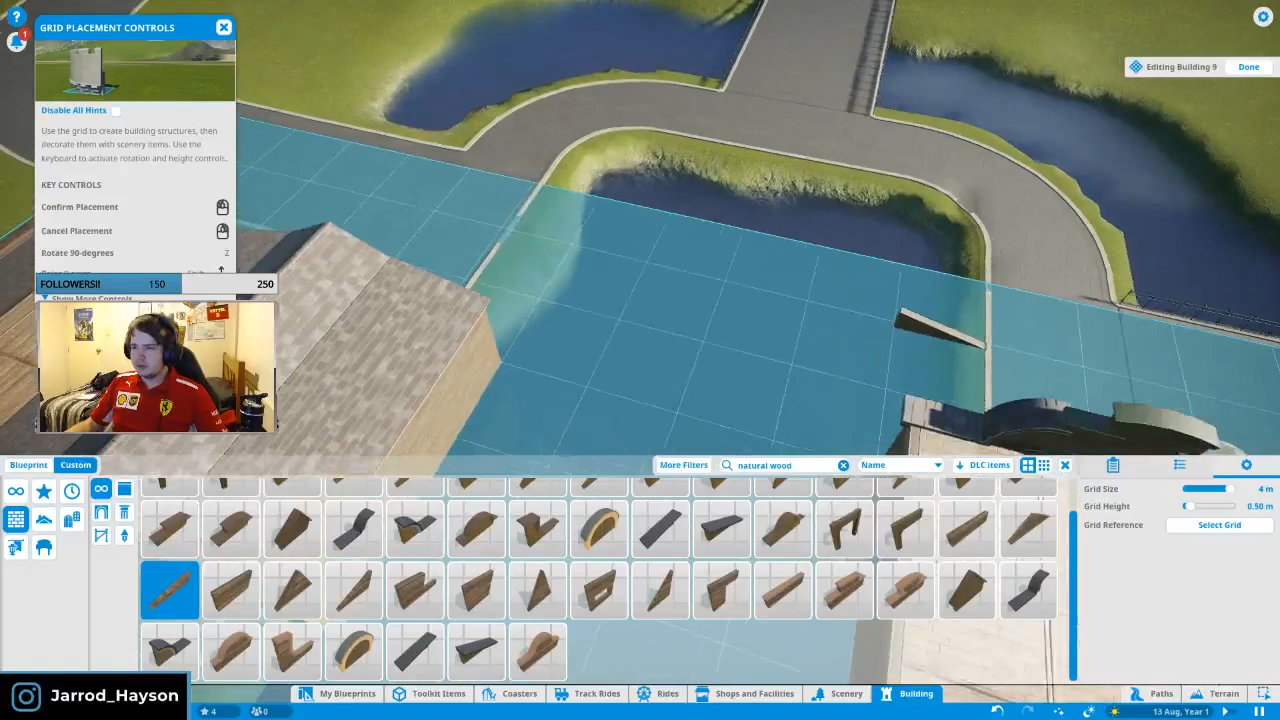 ?
1
GRID PLACEMENT CONTROLS
Disable All Hints
Use the grid to create building structures, then
decorate them with scenery items. Use the
Keyboard to activate rotation and height controls.
KEY CONTROLS
Confirm Placement
Cancel Placement
Rotate 90-degrees Z
FOLLOWERS!! 150 250
Show More Controls
Editing Building 9 Done
Blueprint Custom
More Filters natural wood Name DLC items
Grid Size 4 m
Grid Height 0.50 m
Grid Reference Select Grid
Jarrod_Hayson
My Blueprints Toolkit Items Coasters Track Rides Rides Shops and Facilities Scenery Building Paths Terrain
4 0 13 Aug, Year 1